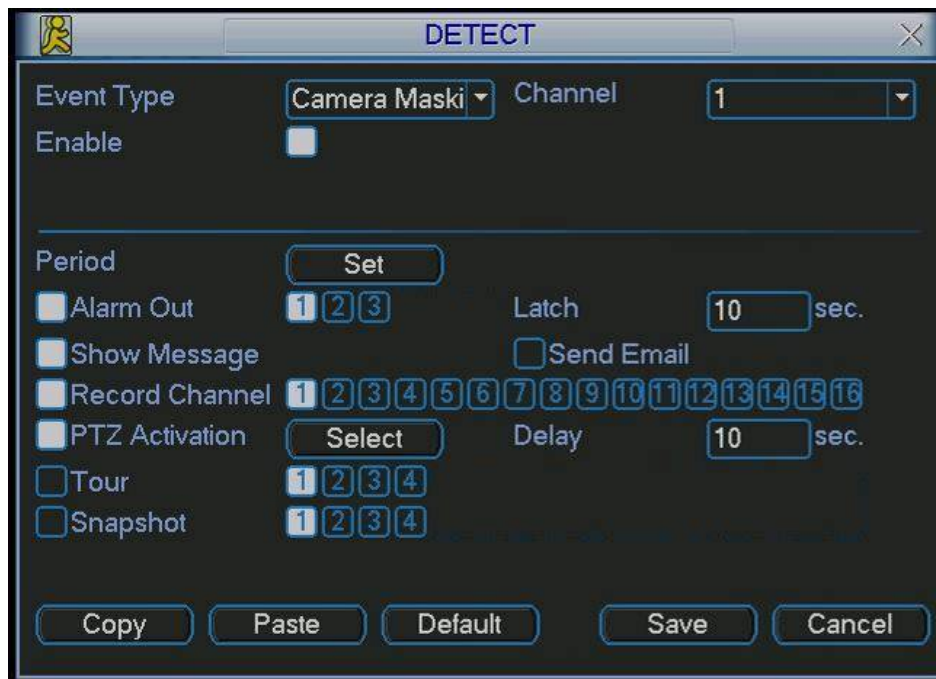 DETECT
Event Type Camera Maski Channel 1
Enable
Period Set
Alarm Out 1 2 3 Latch 10 sec.
Show Message Send Email
Record Channel 1 2 3 4 5 6 7 8 9 10 11 12 13 14 15 16
PTZ Activation Select Delay 10 sec.
Tour 1 2 3 4
Snapshot 1 2 3 4
Copy Paste Default Save Cancel